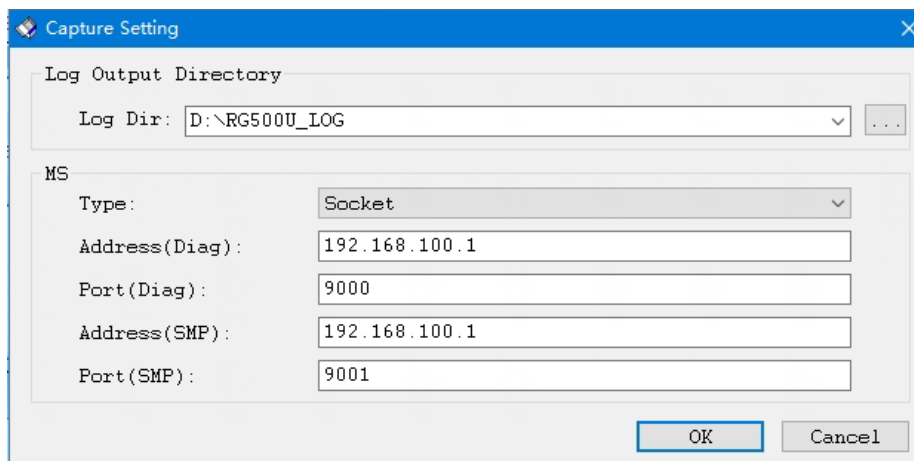 Capture Setting
Log Output Directory
Log Dir: D:\RG500U_LOG ...
MS
Type: Socket
Address(Diag): 192.168.100.1
Port(Diag): 9000
Address(SMP): 192.168.100.1
Port(SMP): 9001
OK Cancel